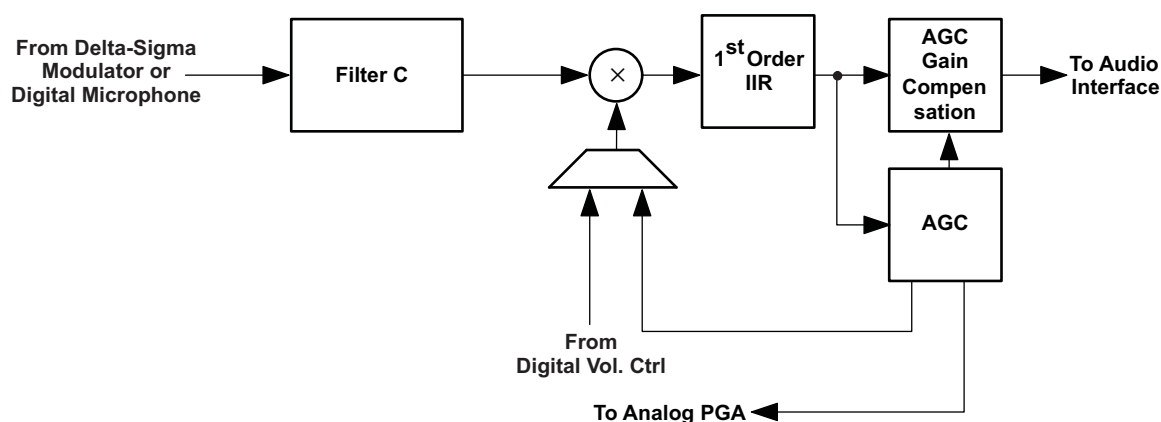 From Delta-Sigma
Modulator or
Digital Microphone
Filter C
×
1st Order
IIR
AGC
Gain
Compen
sation
To Audio
Interface
AGC
From
Digital Vol. Ctrl
To Analog PGA